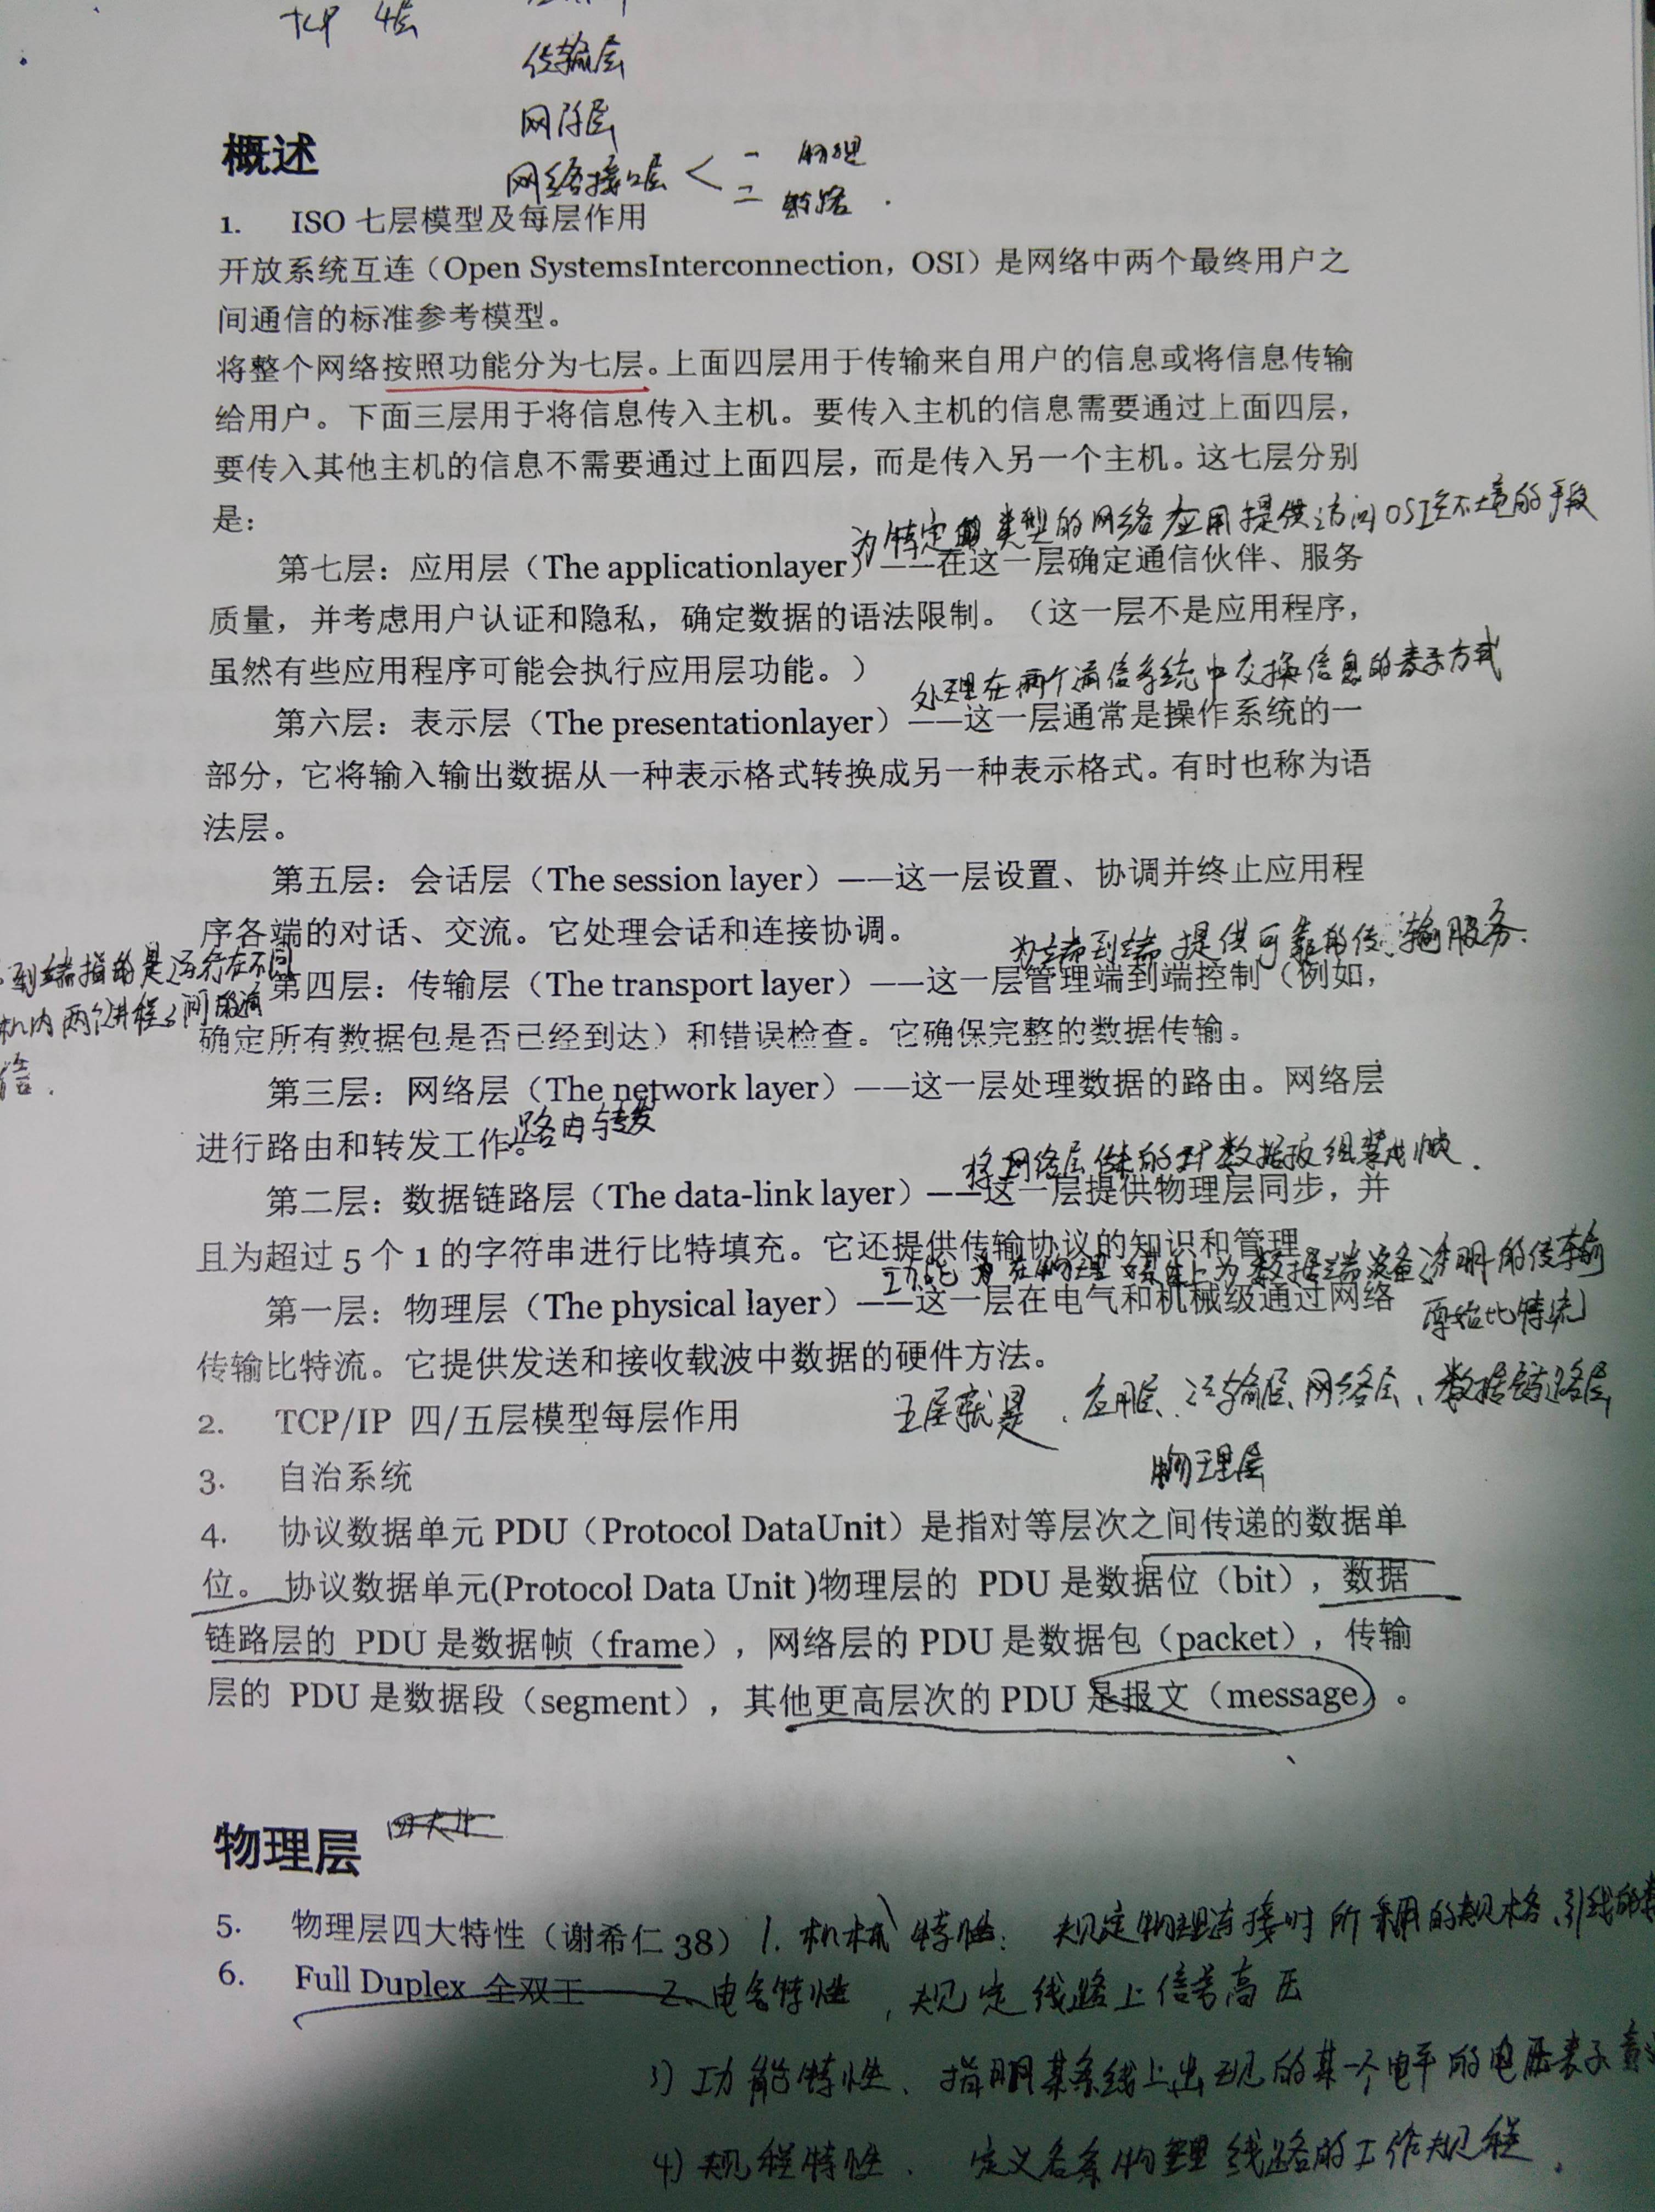 TCP 4层
传输层
网际层
概述
网络接口层 < 一 物理
二 链路.
1. ISO 七层模型及每层作用
开放系统互连（Open SystemsInterconnection，OSI）是网络中两个最终用户之
间通信的标准参考模型。
将整个网络按照功能分为七层。上面四层用于传输来自用户的信息或将信息传输
给用户。下面三层用于将信息传入主机。要传入主机的信息需要通过上面四层，
要传入其他主机的信息不需要通过上面四层，而是传入另一个主机。这七层分别
是：
为特定类型的网络应用提供访问OSI环境的手段
第七层：应用层（The applicationlayer）——在这一层确定通信伙伴、服务
质量，并考虑用户认证和隐私，确定数据的语法限制。（这一层不是应用程序，
虽然有些应用程序可能会执行应用层功能。）
处理在两个通信系统中交换信息的表示方式
第六层：表示层（The presentationlayer）——这一层通常是操作系统的一
部分，它将输入输出数据从一种表示格式转换成另一种表示格式。有时也称为语
法层。
第五层：会话层（The session layer）——这一层设置、协调并终止应用程
序各端的对话、交流。它处理会话和连接协调。
为端到端提供可靠的传输服务.
到端指的是运行在不同
第四层：传输层（The transport layer）——这一层管理端到端控制（例如，
机内两个进程之间的通
确定所有数据包是否已经到达）和错误检查。它确保完整的数据传输。
信.
第三层：网络层（The network layer）——这一层处理数据的路由。网络层
进行路由和转发工作。
路由与转发
将网络层传来的IP数据报组装成帧.
第二层：数据链路层（The data-link layer）——这一层提供物理层同步，并
且为超过 5 个 1 的字符串进行比特填充。它还提供传输协议的知识和管理
功能为在物理媒体上为数据端设备透明的传输
原始比特流
第一层：物理层（The physical layer）——这一层在电气和机械级通过网络
传输比特流。它提供发送和接收载波中数据的硬件方法。
2. TCP/IP 四/五层模型每层作用
五层就是、应用层、运输层、网络层、数据链路层
物理层
3. 自治系统
4. 协议数据单元 PDU（Protocol DataUnit）是指对等层次之间传递的数据单
位。 协议数据单元(Protocol Data Unit )物理层的 PDU 是数据位（bit），数据
链路层的 PDU 是数据帧（frame），网络层的 PDU 是数据包（packet），传输
层的 PDU 是数据段（segment），其他更高层次的 PDU 是报文（message）。
物理层
5. 物理层四大特性（谢希仁 38）
1. 机械特性： 规定物理连接时所采用的规格、引线的
6. Full Duplex 全双工
2. 电气特性，规定线路上信号高压
3) 功能特性、指明某条线上出现的某一个电平的电压表示意
4) 规程特性、 定义各条物理线路的工作规程.